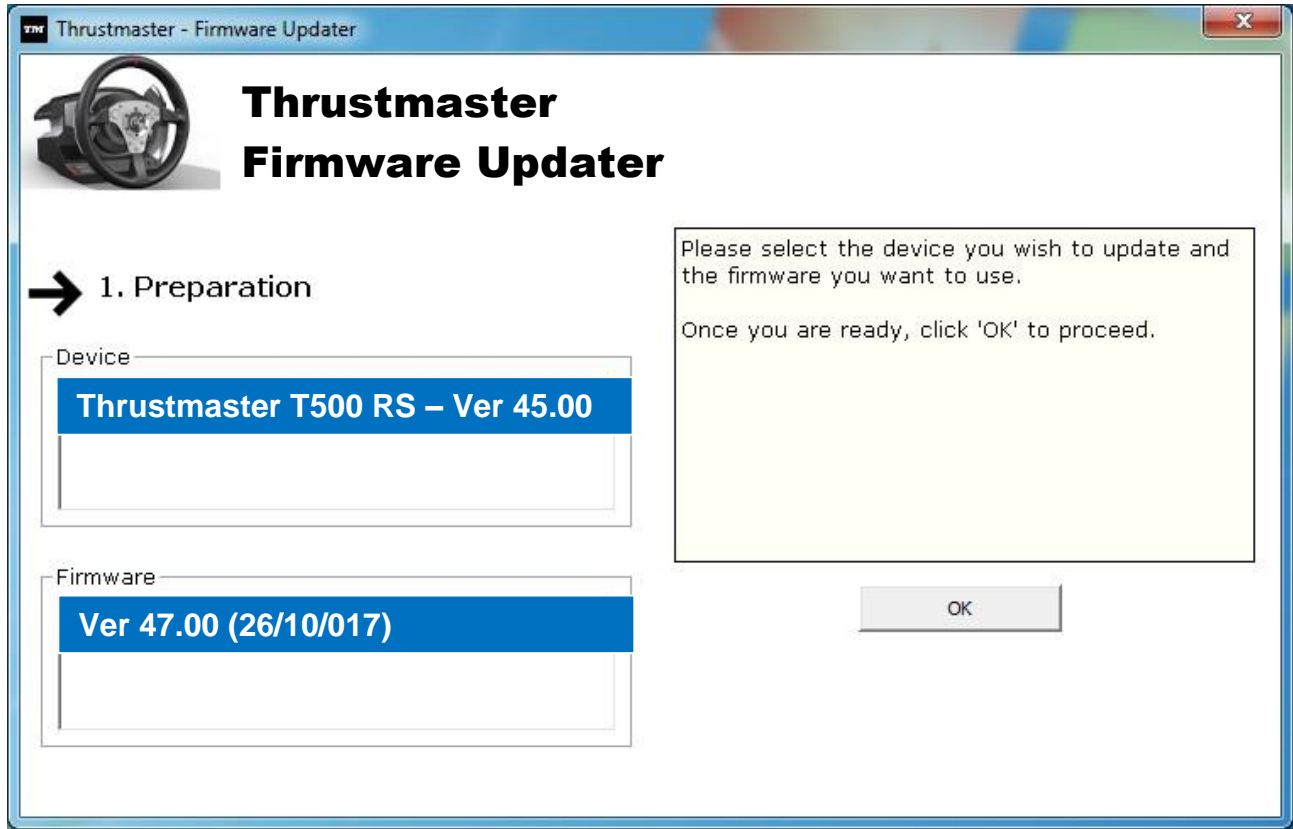 TM Thrustmaster - Firmware Updater
X
Thrustmaster
Firmware Updater
1. Preparation
Please select the device you wish to update and
the firmware you want to use.
Once you are ready, click 'OK' to proceed.
Device
Thrustmaster T500 RS – Ver 45.00
Firmware
Ver 47.00 (26/10/017)
OK